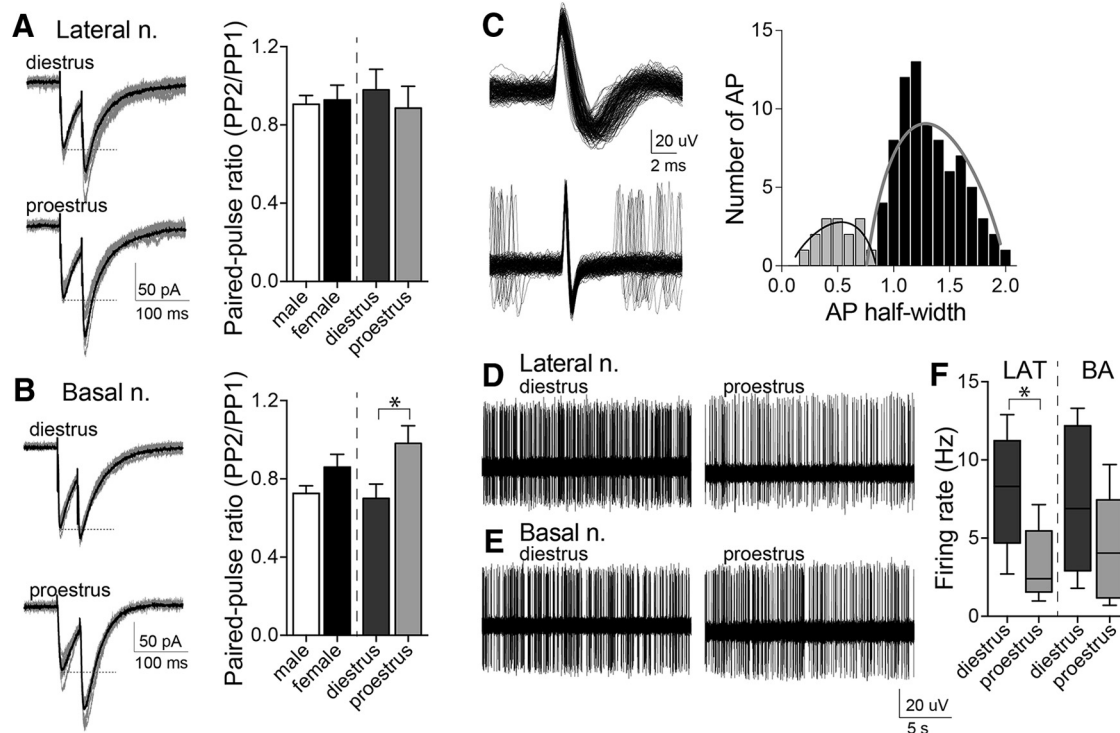 A Lateral n.
diestrus
proestrus
50 pA
100 ms
Paired-pulse ratio (PP2/PP1)
1.2
0.8
0.4
0.0
male
female
diestrus
proestrus
B Basal n.
diestrus
proestrus
50 pA
100 ms
Paired-pulse ratio (PP2/PP1)
1.2
0.8
0.4
0.0
*
male
female
diestrus
proestrus
C
20 uV
2 ms
Number of AP
15
10
5
0
0.0 0.5 1.0 1.5 2.0
AP half-width
D Lateral n.
diestrus proestrus
E Basal n.
diestrus proestrus
20 uV
5 s
F LAT BA
Firing rate (Hz)
15
10
5
0
*
diestrus
proestrus
diestrus
proestrus